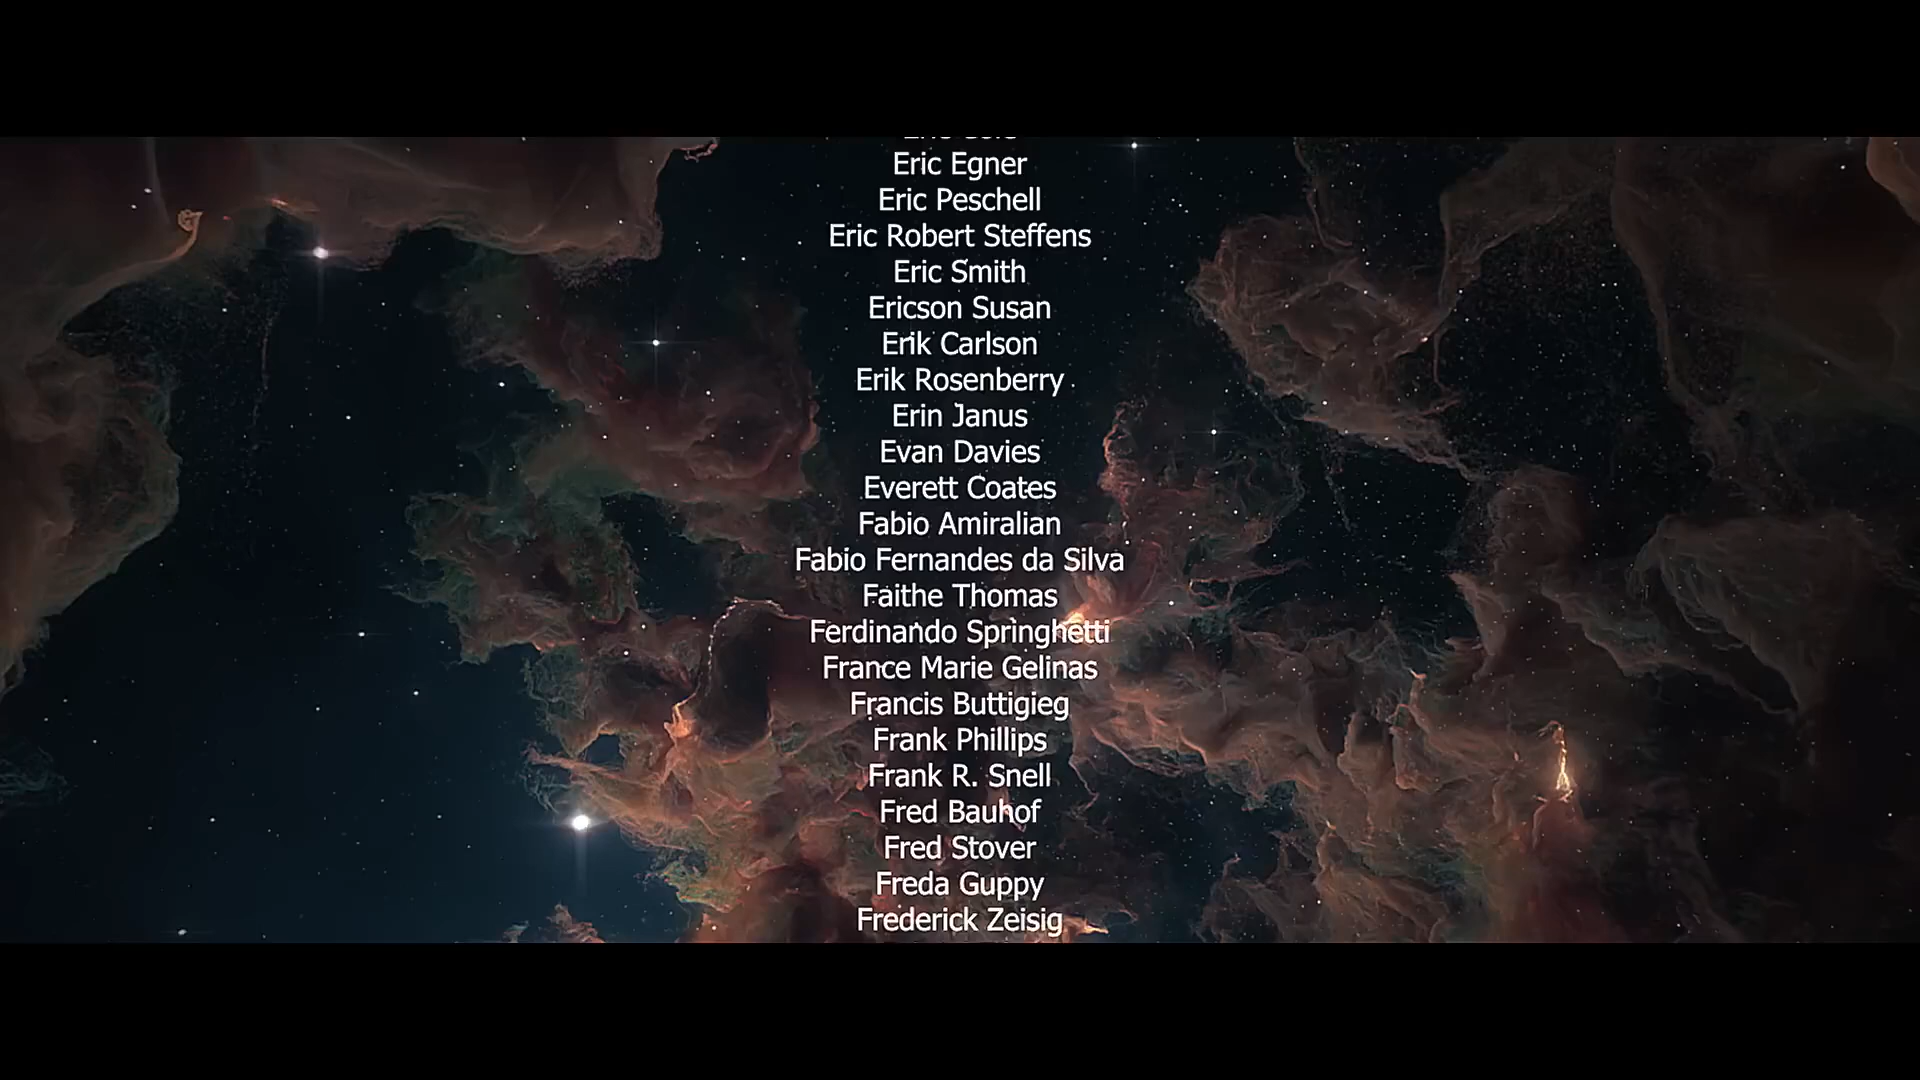 Eric Egner
Eric Peschell
Eric Robert Steffens
Eric Smith
Ericson Susan
Erik Carlson
Erik Rosenberry
Erin Janus
Evan Davies
Everett Coates
Fabio Amiralian
Fabio Fernandes da Silva
Faithe Thomas
Ferdinando Springhetti
France Marie Gelinas
Francis Buttigieg
Frank Phillips
Frank R. Snell
Fred Bauhof
Fred Stover
Freda Guppy
Frederick Zeisig